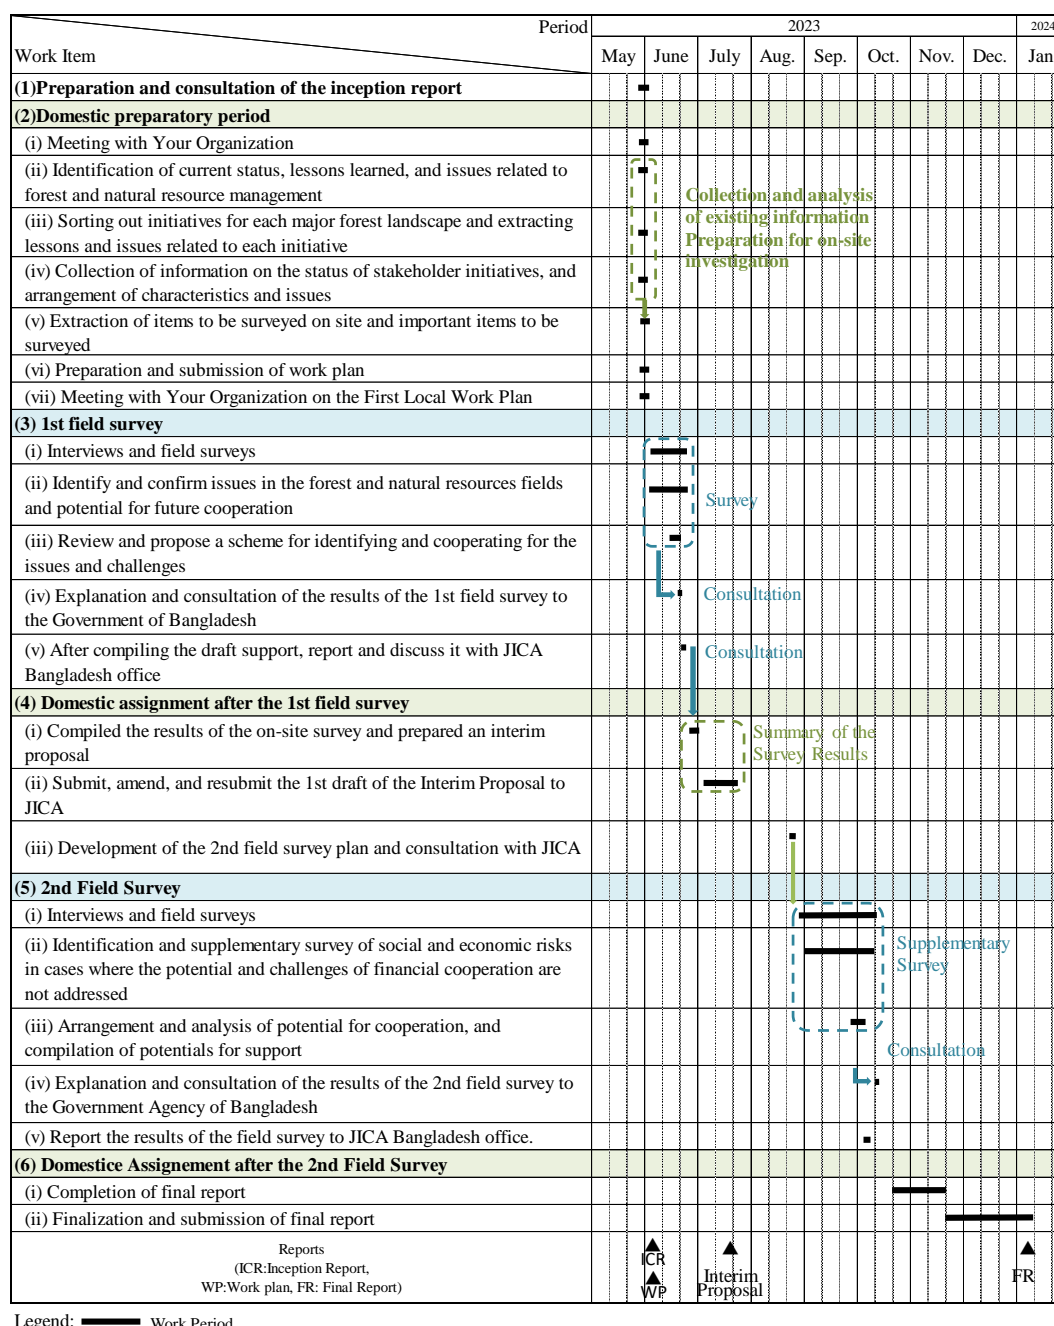 Period
2023
2024
Work Item
May June July Aug. Sep. Oct. Nov. Dec. Jan
(1)Preparation and consultation of the inception report
(2)Domestic preparatory period
(i) Meeting with Your Organization
(ii) Identification of current status, lessons learned, and issues related to
forest and natural resource management
(iii) Sorting out initiatives for each major forest landscape and extracting
lessons and issues related to each initiative
(iv) Collection of information on the status of stakeholder initiatives, and
arrangement of characteristics and issues
Collection and analysis
of existing information
Preparation for on-site
investigation
(v) Extraction of items to be surveyed on site and important items to be
surveyed
(vi) Preparation and submission of work plan
(vii) Meeting with Your Organization on the First Local Work Plan
(3) 1st field survey
(i) Interviews and field surveys
(ii) Identify and confirm issues in the forest and natural resources fields
and potential for future cooperation
Survey
(iii) Review and propose a scheme for identifying and cooperating for the
issues and challenges
(iv) Explanation and consultation of the results of the 1st field survey to
the Government of Bangladesh
Consultation
(v) After compiling the draft support, report and discuss it with JICA
Bangladesh office
Consultation
(4) Domestic assignment after the 1st field survey
(i) Compiled the results of the on-site survey and prepared an interim
proposal
Summary of the
Survey Results
(ii) Submit, amend, and resubmit the 1st draft of the Interim Proposal to
JICA
(iii) Development of the 2nd field survey plan and consultation with JICA
(5) 2nd Field Survey
(i) Interviews and field surveys
(ii) Identification and supplementary survey of social and economic risks
in cases where the potential and challenges of financial cooperation are
not addressed
Supplementary
Survey
(iii) Arrangement and analysis of potential for cooperation, and
compilation of potentials for support
Consultation
(iv) Explanation and consultation of the results of the 2nd field survey to
the Government Agency of Bangladesh
(v) Report the results of the field survey to JICA Bangladesh office.
(6) Domestice Assignement after the 2nd Field Survey
(i) Completion of final report
(ii) Finalization and submission of final report
Reports
(ICR:Inception Report,
WP:Work plan, FR: Final Report)
ICR
WP
Interim
Proposal
FR
Legend: Work Period